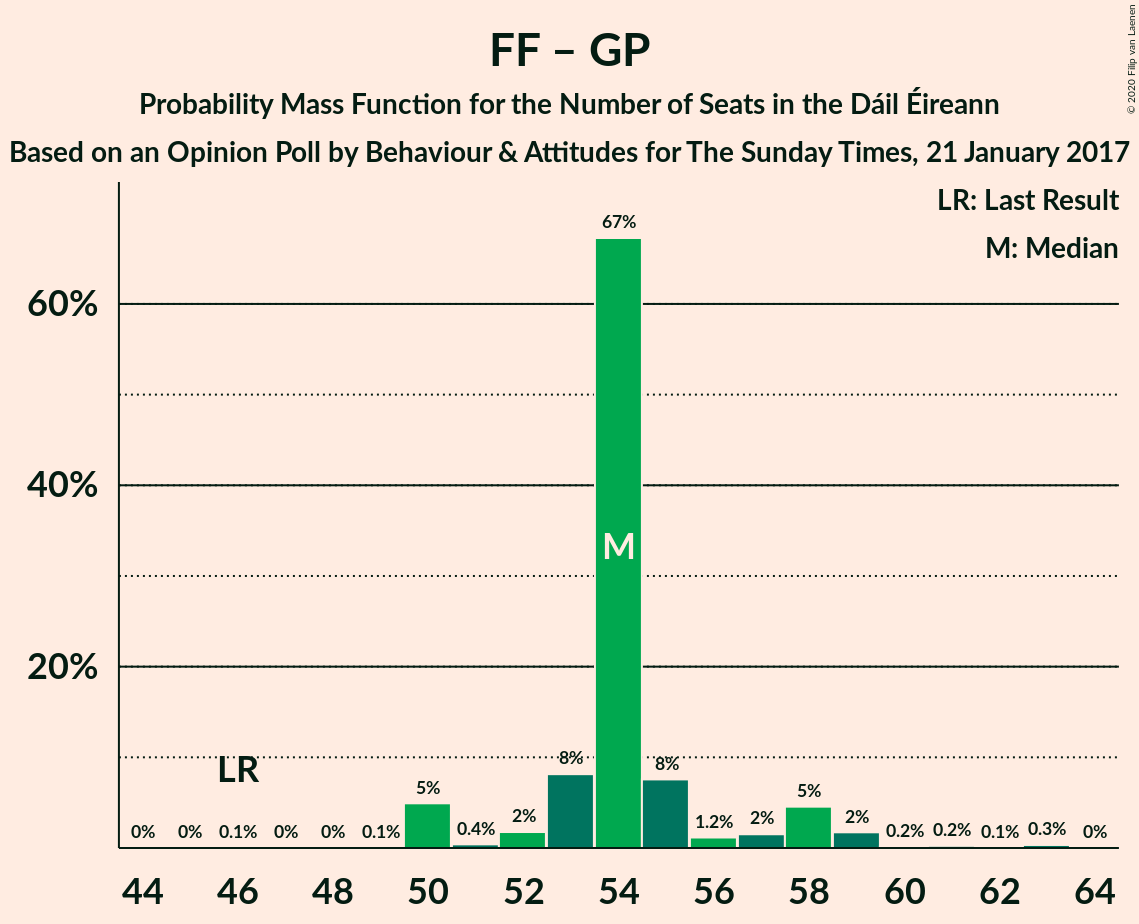 FF – GP
Probability Mass Function for the Number of Seats in the Dáil Éireann
Based on an Opinion Poll by Behaviour & Attitudes for The Sunday Times, 21 January 2017
© 2020 Filip van Laenen
LR: Last Result
M: Median
60%
40%
20%
0% 0% 0.1% 0% 0% 0.1% 5% 0.4% 2% 8% 67% 8% 1.2% 2% 5% 2% 0.2% 0.2% 0.1% 0.3% 0%
LR
M
44 46 48 50 52 54 56 58 60 62 64